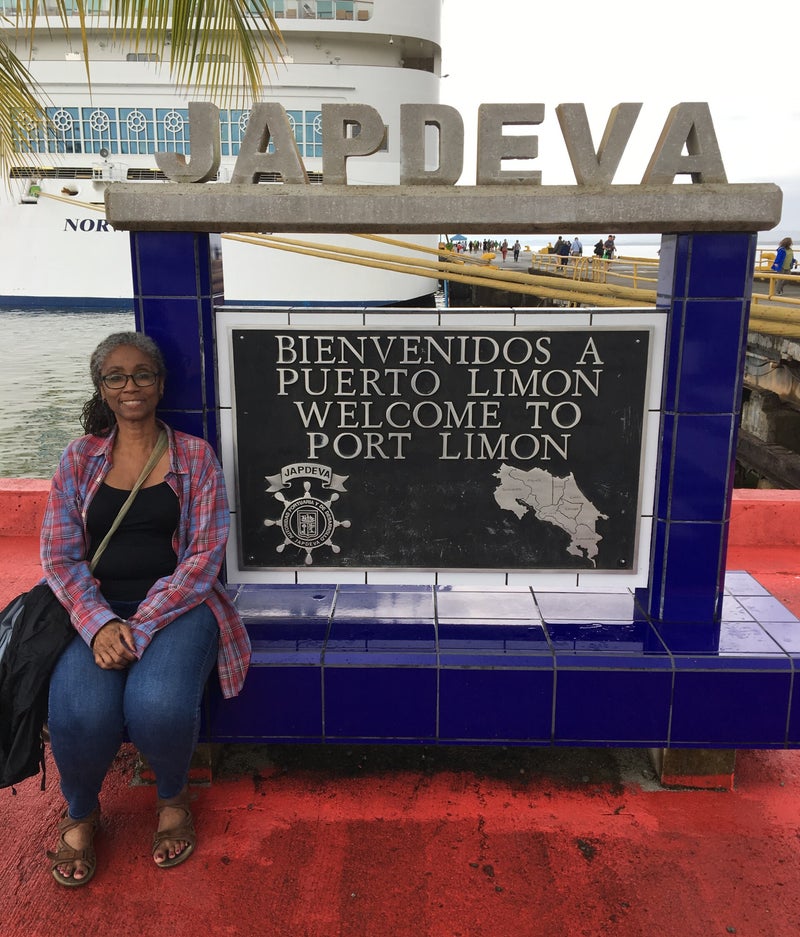 JAPDEVA
NOR
BIENVENIDOS A
PUERTO LIMON
WELCOME TO
PORT LIMON
JAPDEVA